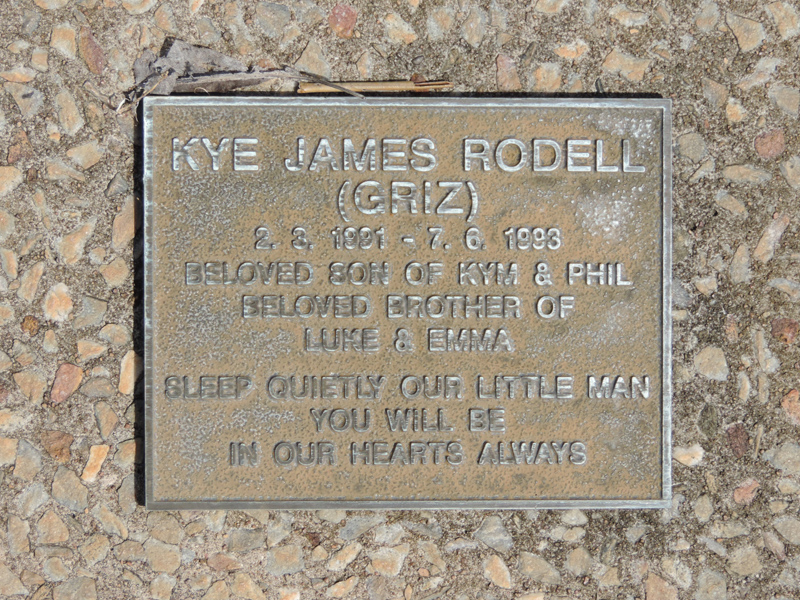 KYE JAMES RODELL
(GRIZ)
2. 3. 1991 - 7. 6. 1993
BELOVED SON OF KYM & PHIL
BELOVED BROTHER OF
LUKE & EMMA
SLEEP QUIETLY OUR LITTLE MAN
YOU WILL BE
IN OUR HEARTS ALWAYS